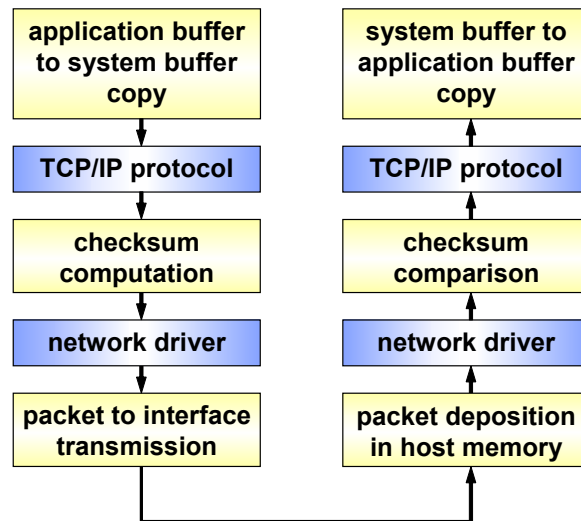 application buffer
to system buffer
copy
TCP/IP protocol
checksum
computation
network driver
packet to interface
transmission
system buffer to
application buffer
copy
TCP/IP protocol
checksum
comparison
network driver
packet deposition
in host memory